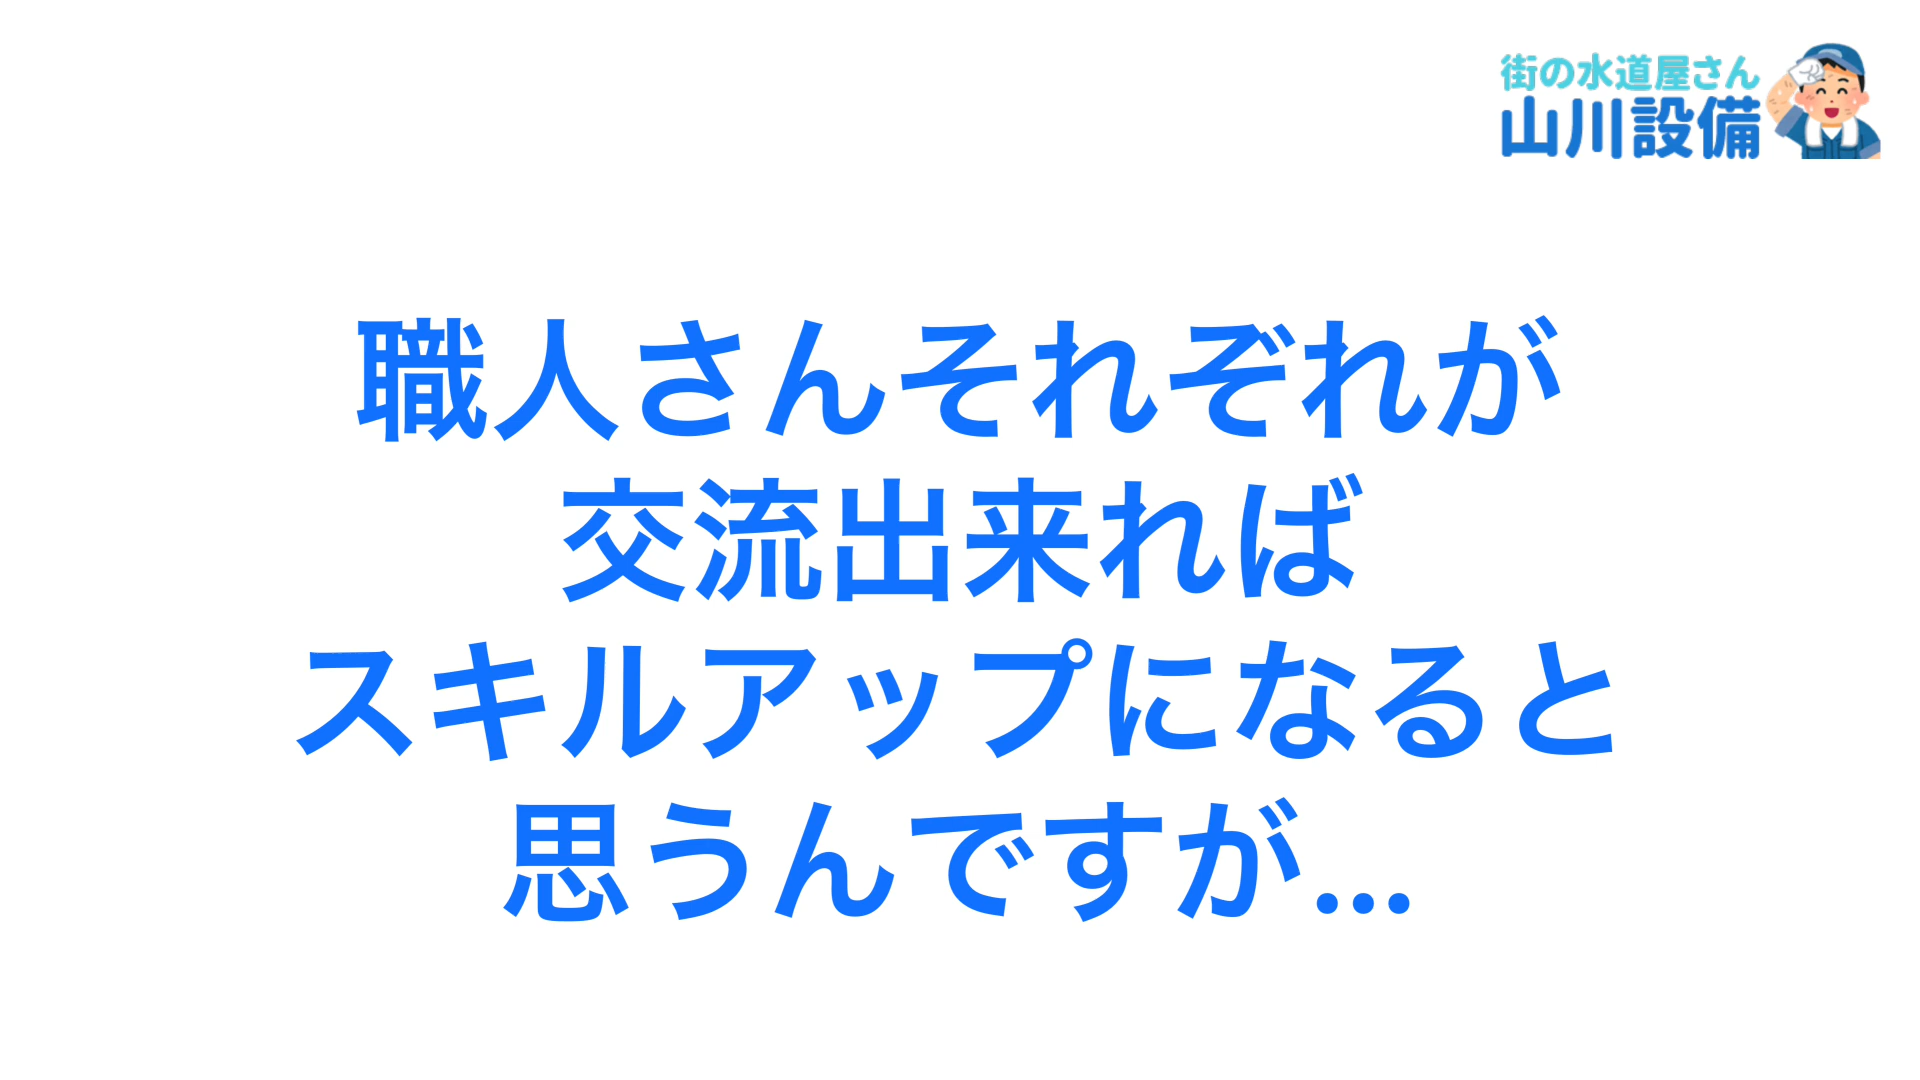 街の水道屋さん
山川設備
職人さんそれぞれが
交流出来れば
スキルアップになると
思うんですが...